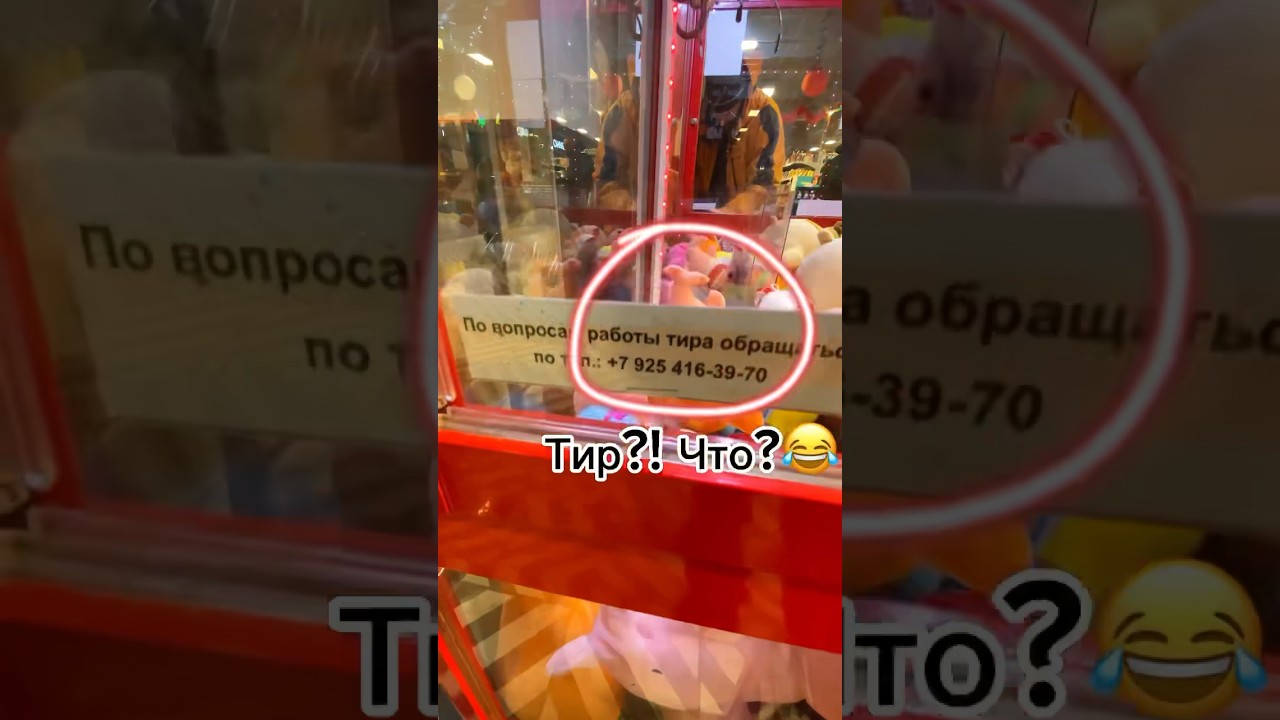 По вопросам работы тира обращаться
по тел.: +7 925 416-39-70
Тир?! Что?😂